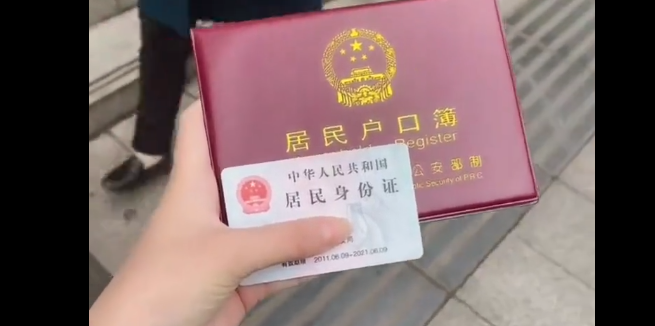 居民户口簿
Register
公安部制
Security of P.R.C
中华人民共和国
居民身份证
2011.06.09-2021.06.09